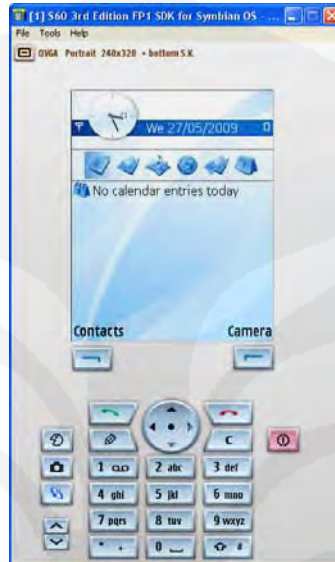 [1] S60 3rd Edition FP1 SDK for Symbian OS - ...
File Tools Help
QVGA Portrait 240x320 - bottom S.K.
We 27/05/2009
No calendar entries today
Contacts Camera
C
1 2 abc 3 def
4 ghi 5 jkl 6 mno
7 pqrs 8 tuv 9 wxyz
* + 0 #